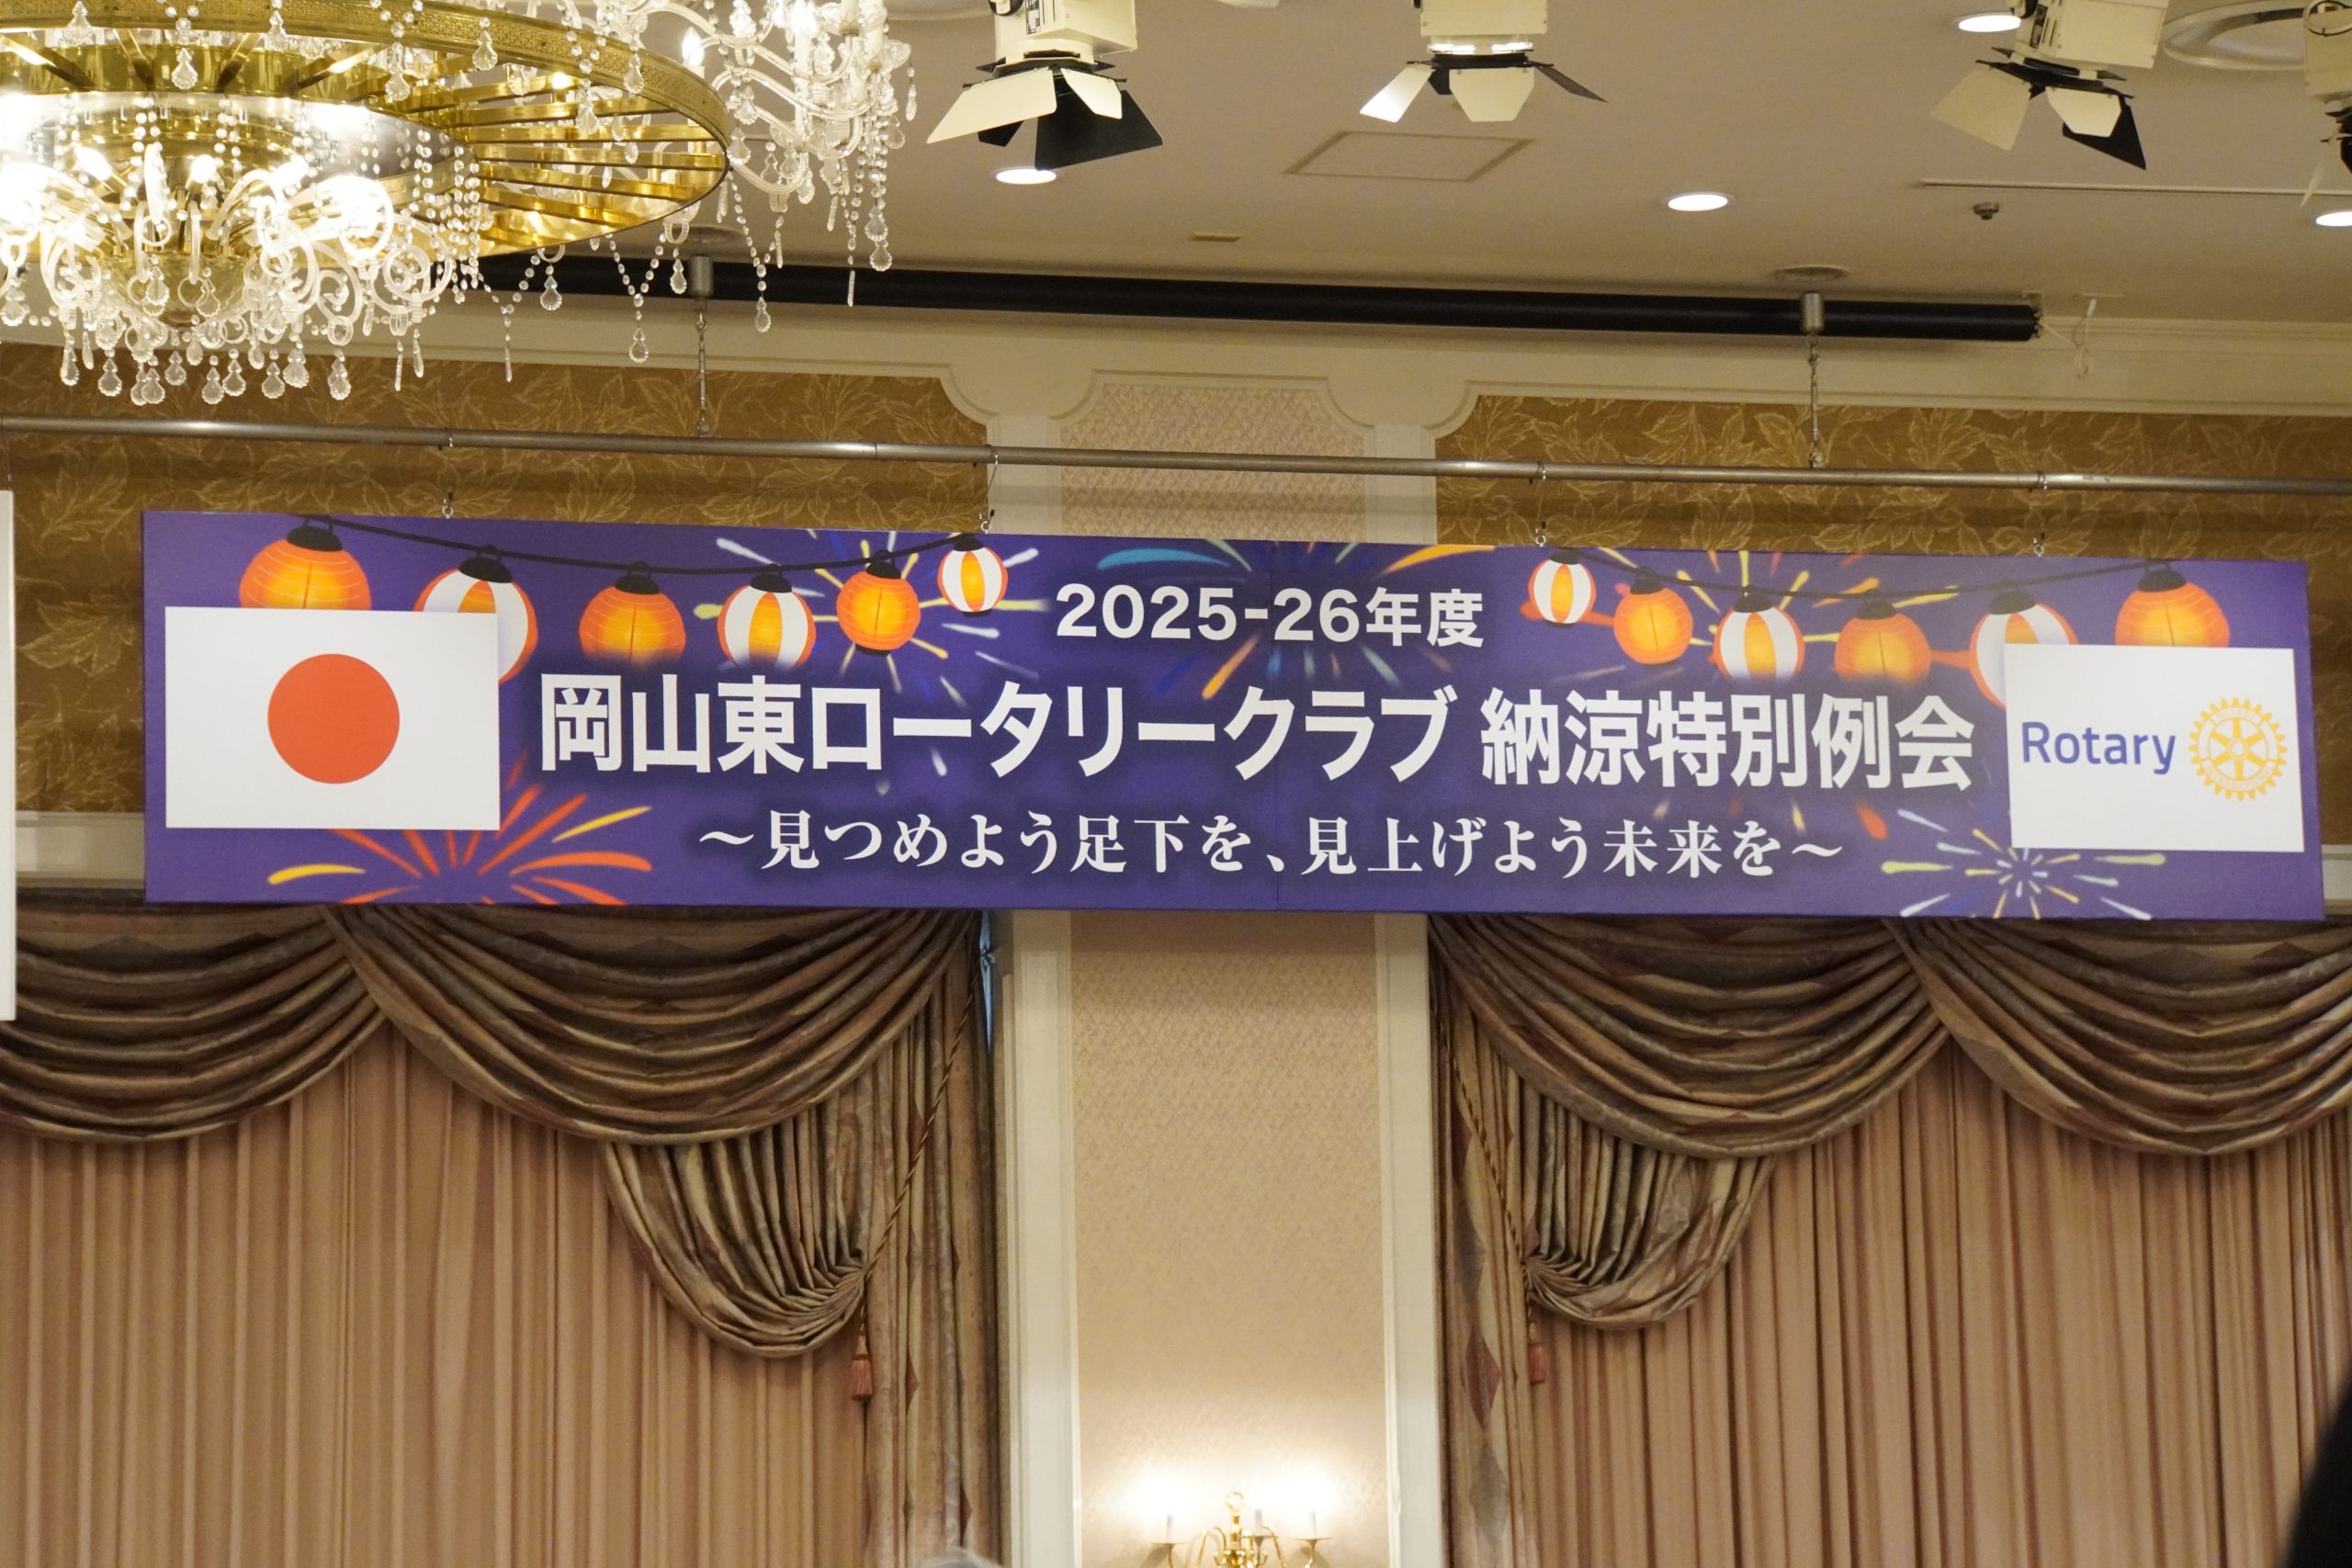 2025-26年度
岡山東ロータリークラブ 納涼特別例会
～見つめよう足下を、見上げよう未来を～
Rotary